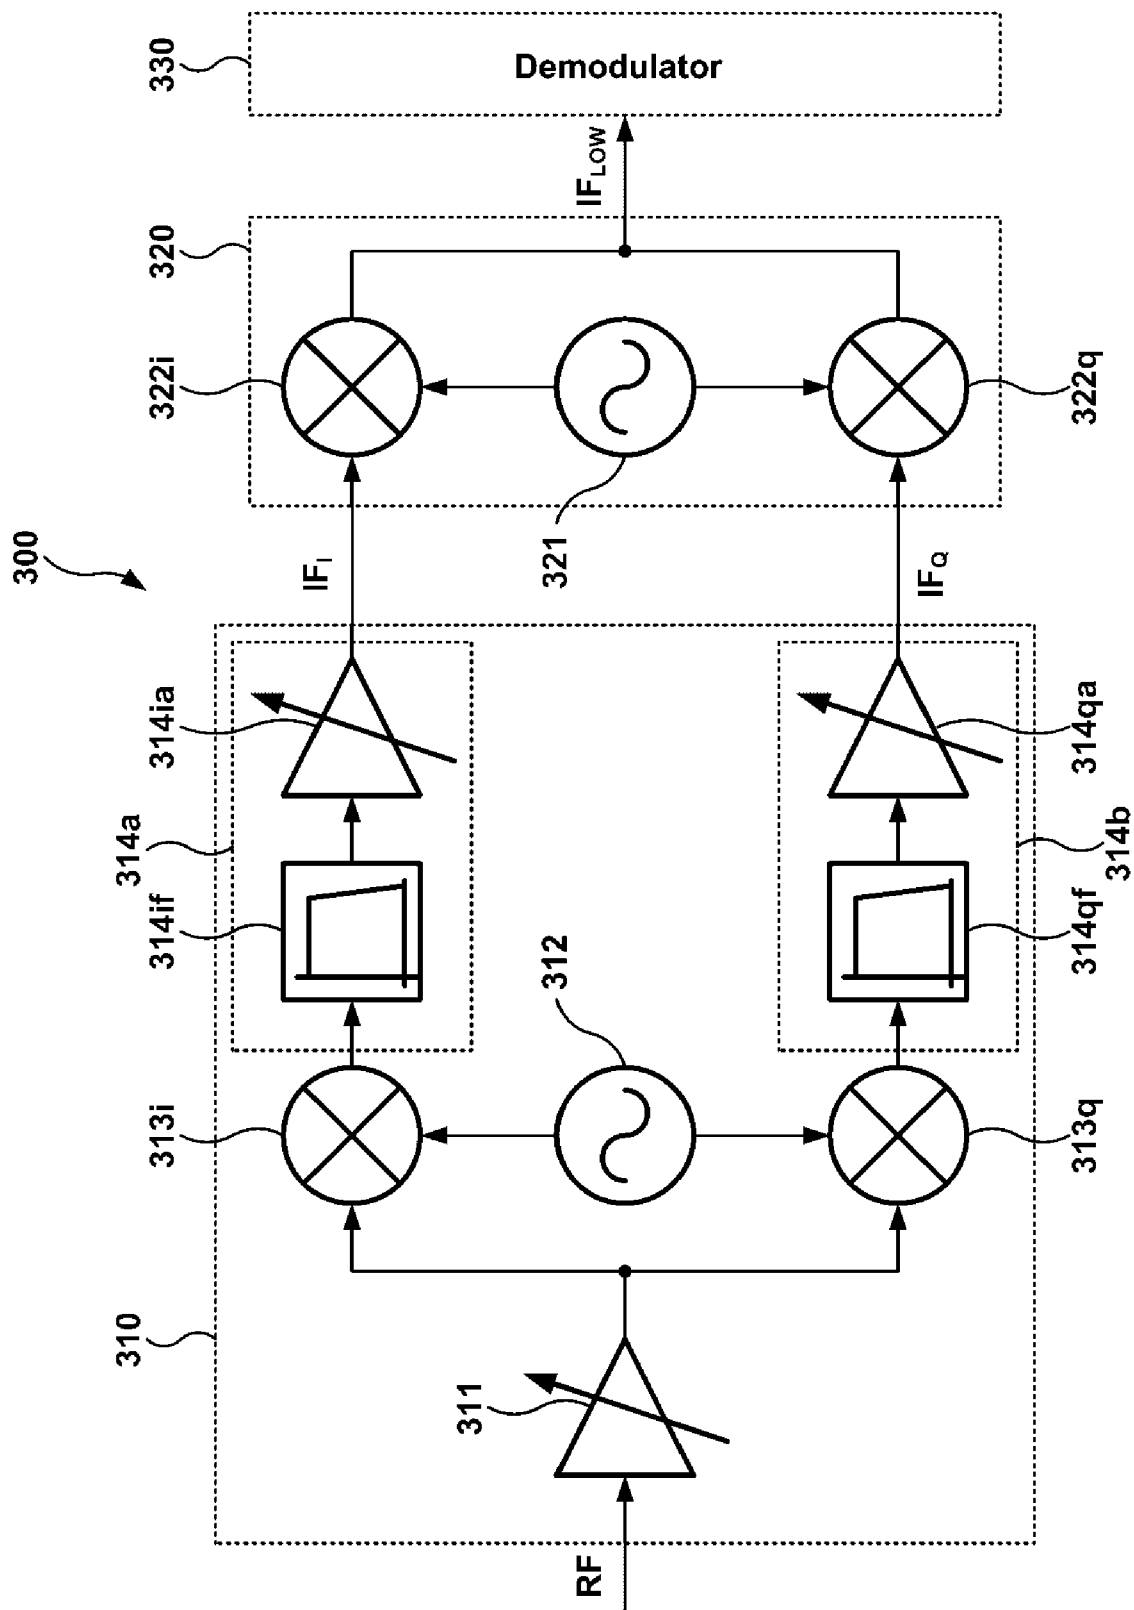 300
310
RF
311
313i
312
313q
314a
314if
314ia
314b
314qf
314qa
IFI
IFQ
320
322i
321
322q
IFLOW
330
Demodulator